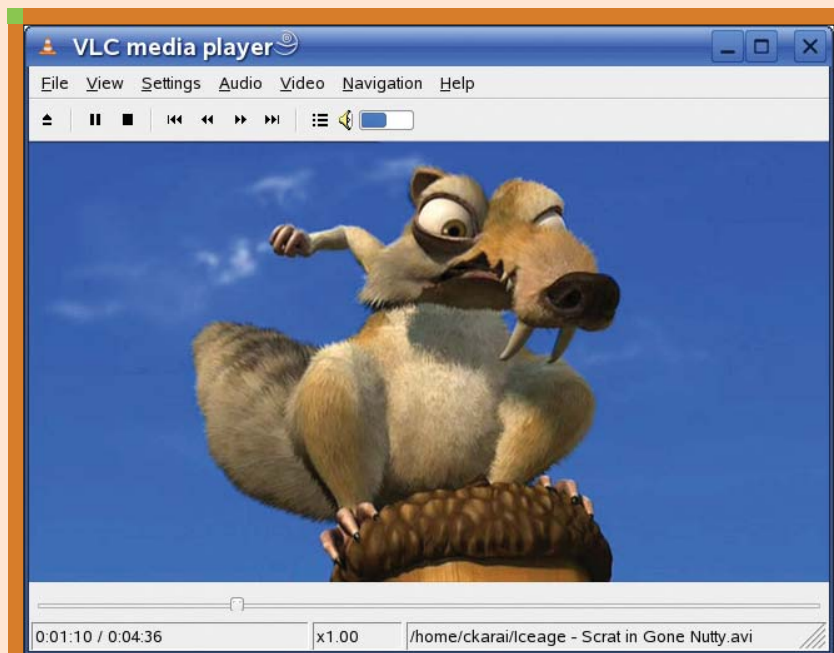 VLC media player
File View Settings Audio Video Navigation Help
0:01:10 / 0:04:36 x1.00 /home/ckarai/Iceage - Scrat in Gone Nutty.avi